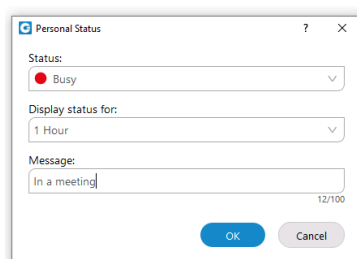 Personal Status ? ×
Status:
Busy
Display status for:
1 Hour
Message:
In a meeting
12/100
OK Cancel